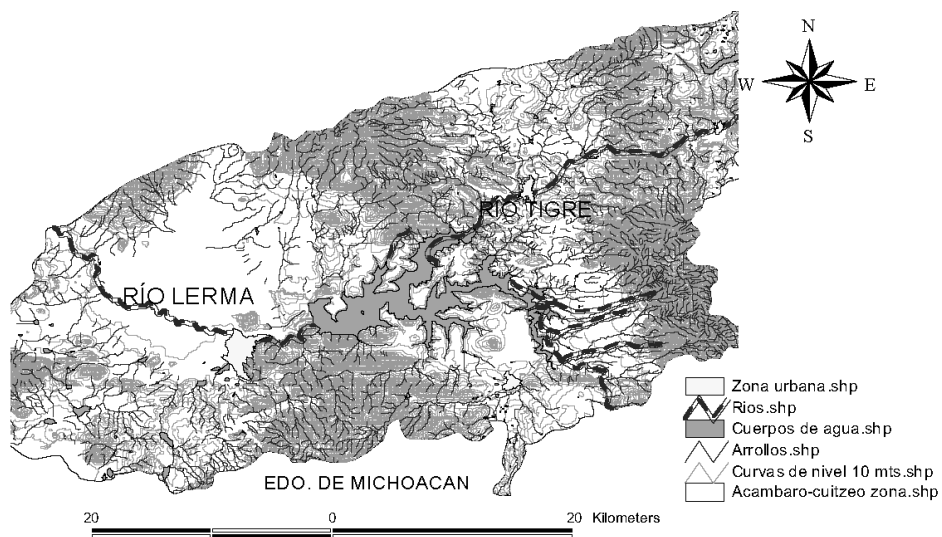 N
W E
S
RÍO TIGRE
RÍO LERMA
Zona urbana.shp
Rios.shp
Cuerpos de agua.shp
Arrollos.shp
Curvas de nivel 10 mts.shp
Acambaro-cuitzeo zona.shp
EDO. DE MICHOACAN
20 0 20 Kilometers